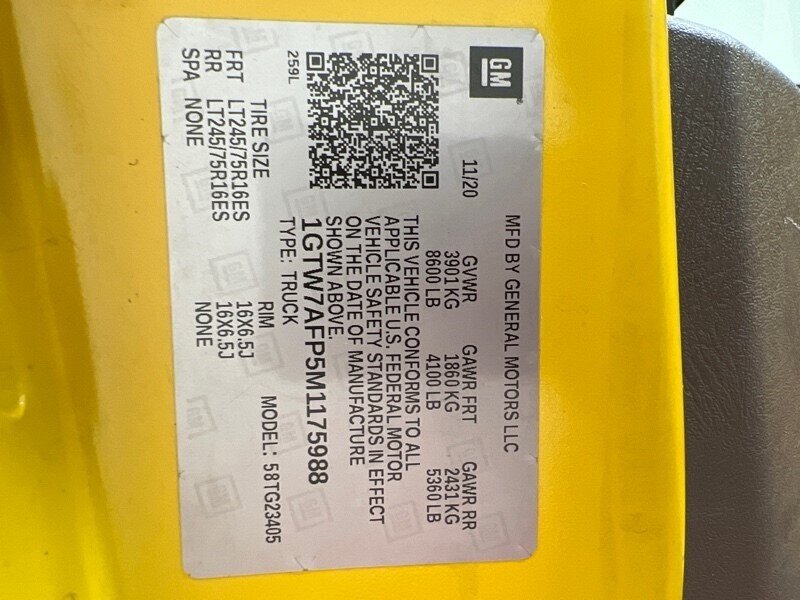 GM
MFD BY GENERAL MOTORS LLC
11/20
GVWR GAWR FRT GAWR RR
3901 KG 1860 KG 2431 KG
8600 LB 4100 LB 5360 LB
THIS VEHICLE CONFORMS TO ALL
APPLICABLE U.S. FEDERAL MOTOR
VEHICLE SAFETY STANDARDS IN EFFECT
ON THE DATE OF MANUFACTURE
SHOWN ABOVE.
1GTW7AFP5M1175988
TYPE: TRUCK MODEL: 58TG23405
259L
TIRE SIZE RIM
FRT LT245/75R16ES 16X6.5J
RR LT245/75R16ES 16X6.5J
SPA NONE NONE